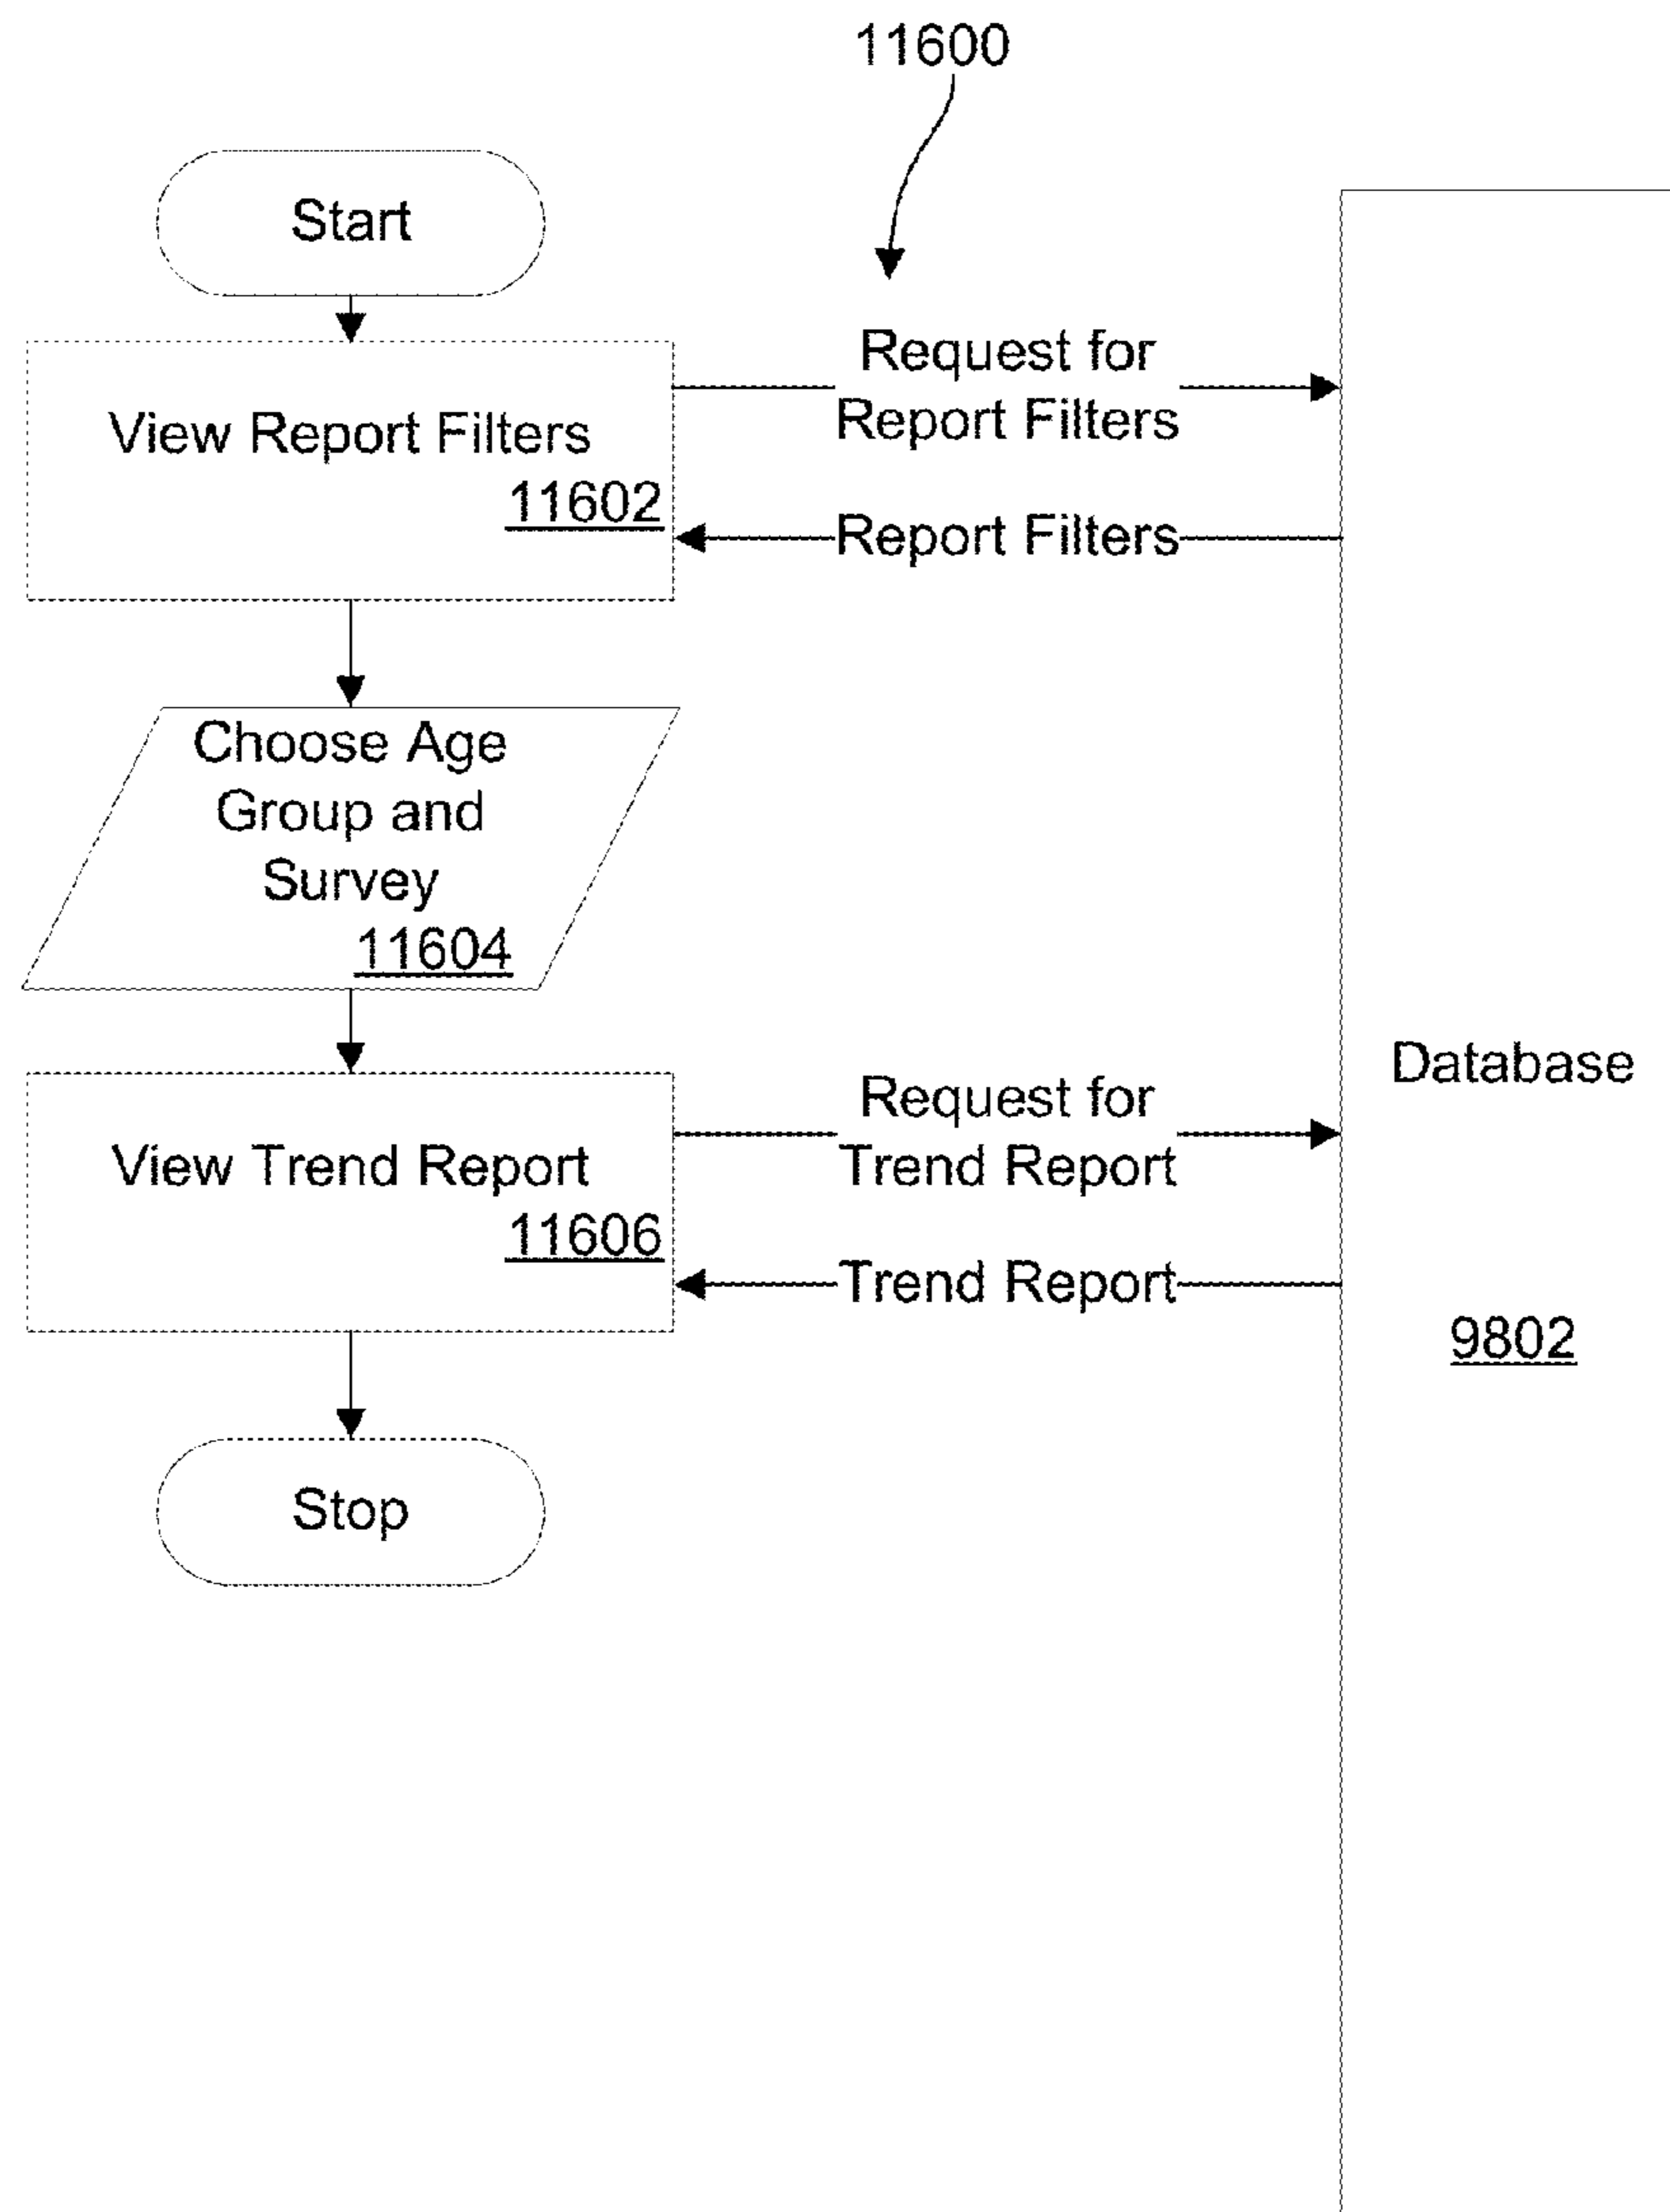 11600
Start
View Report Filters
11602
Request for
Report Filters
Report Filters
Choose Age
Group and
Survey
11604
View Trend Report
11606
Request for
Trend Report
Trend Report
Database
9802
Stop